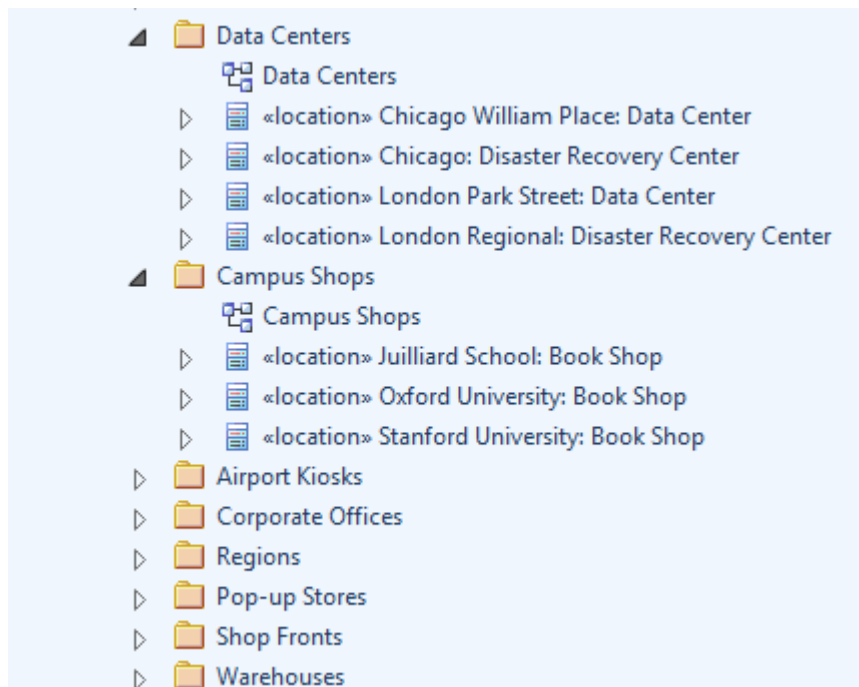 Data Centers
Data Centers
«location» Chicago William Place: Data Center
«location» Chicago: Disaster Recovery Center
«location» London Park Street: Data Center
«location» London Regional: Disaster Recovery Center
Campus Shops
Campus Shops
«location» Juilliard School: Book Shop
«location» Oxford University: Book Shop
«location» Stanford University: Book Shop
Airport Kiosks
Corporate Offices
Regions
Pop-up Stores
Shop Fronts
Warehouses